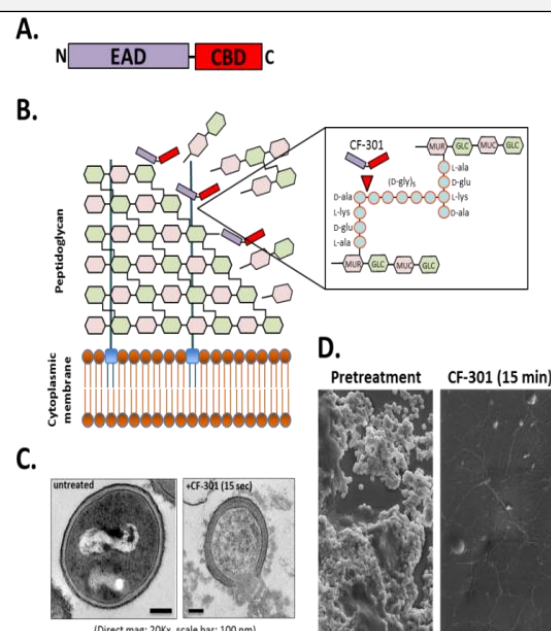 A.
N EAD CBD C
B.
CF-301
MUR GLC MUC GLC
L-ala
D-glu
(D-gly)₅
D-ala L-lys
L-lys D-ala
D-glu
L-ala
MUR GLC MUC GLC
Peptidoglycan
Cytoplasmic
membrane
D.
Pretreatment CF-301 (15 min)
C.
untreated +CF-301 (15 sec)
(Direct mag: 20Kx, scale bar: 100 nm)